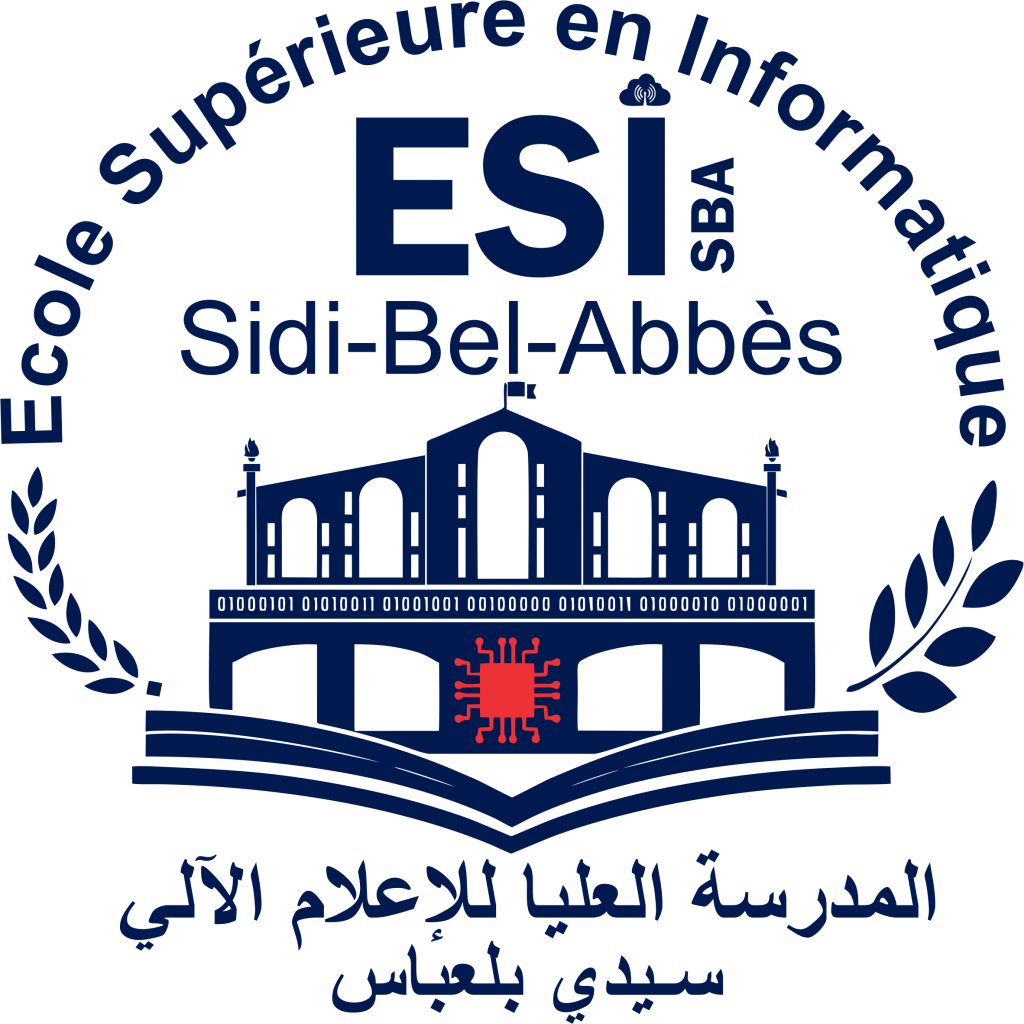 Ecole Supérieure en Informatique
ESI
SBA
Sidi-Bel-Abbès
01000101 01010011 01001001 00100000 01010011 01000010 01000001
المدرسة العليا للإعلام الآلي
سيدي بلعباس